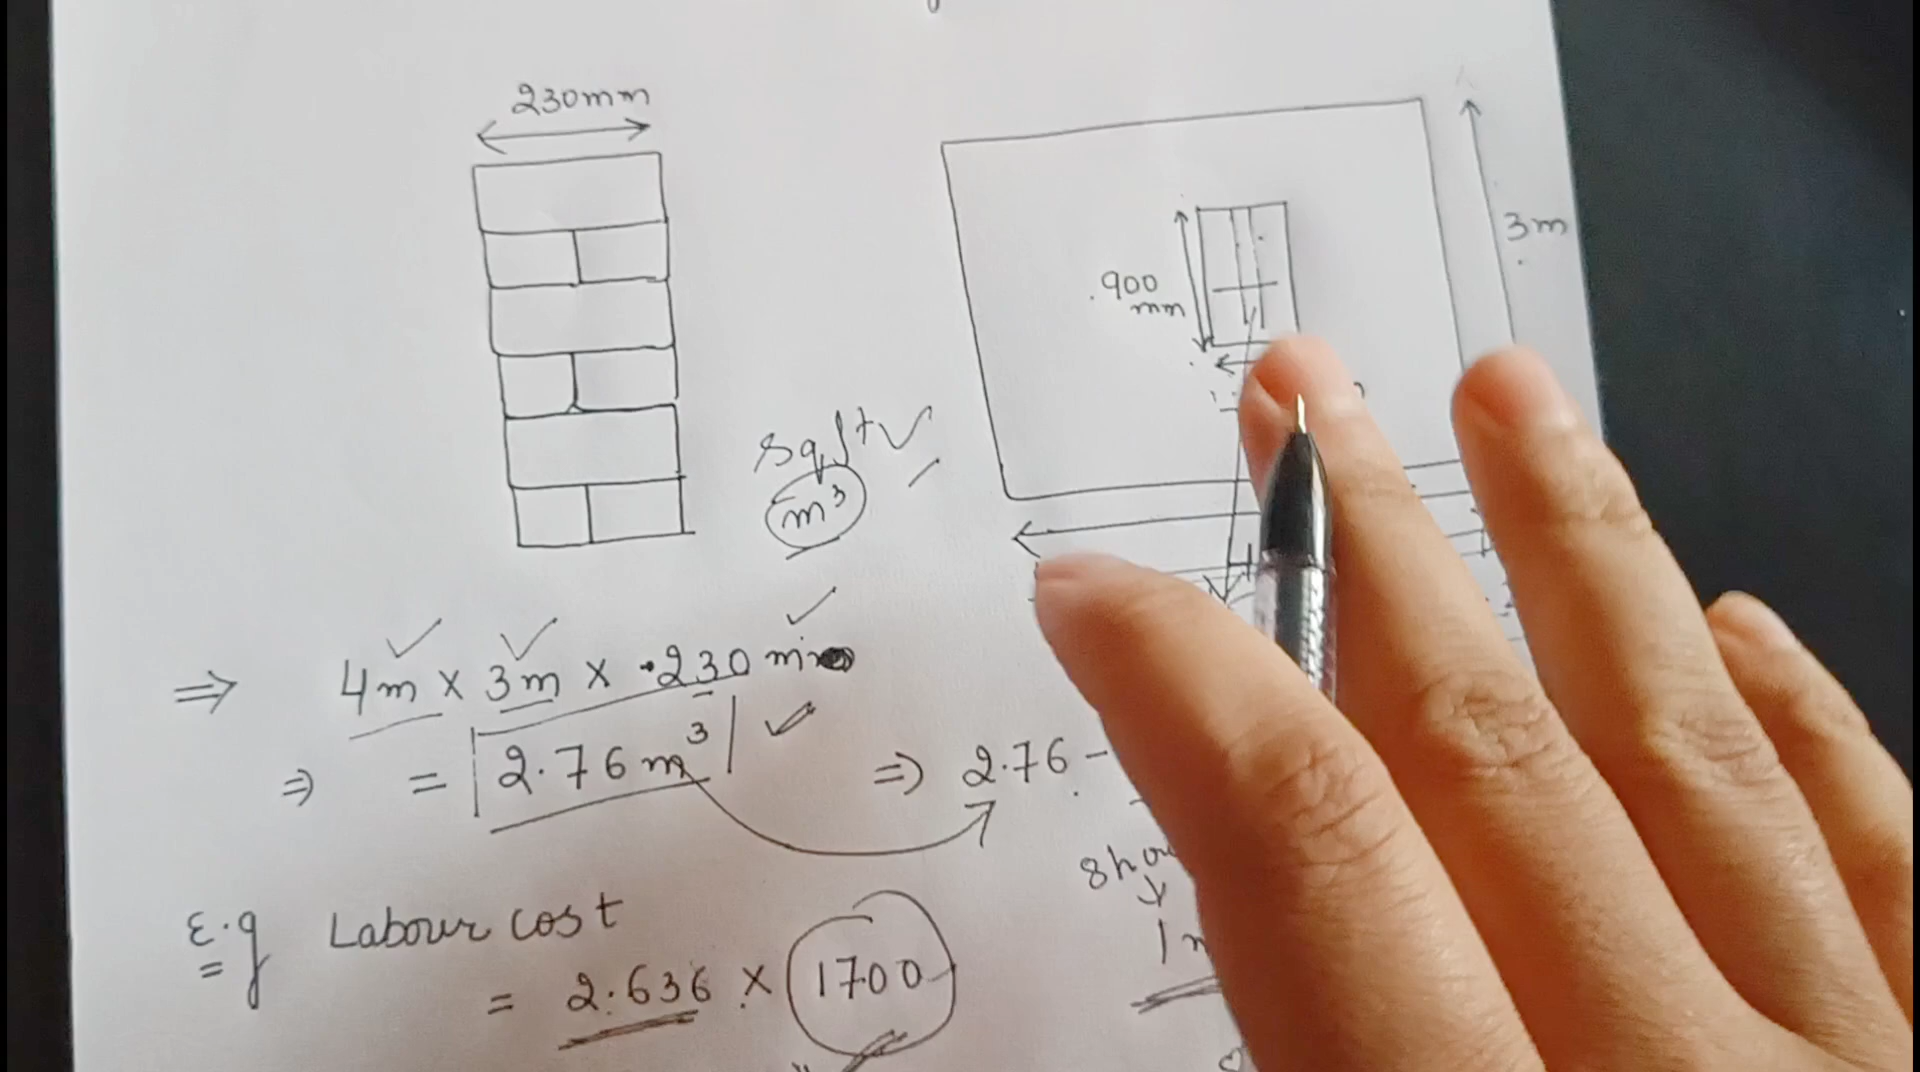 230mm
3m
.900
mm
Sqft
m³
⇒ 4m x 3m x .230 m
⇒ = 2.76 m³ ⇒ 2.76 -
8h
E.g Labour cost
= 2.636 x 1700
1